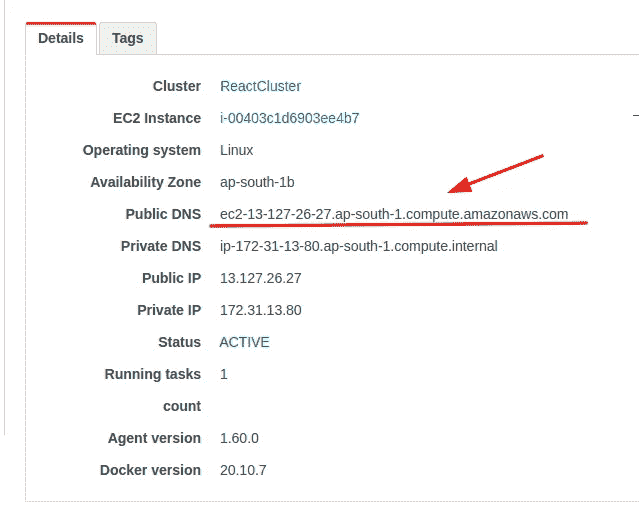 Details Tags
Cluster ReactCluster
EC2 Instance i-00403c1d6903ee4b7
Operating system Linux
Availability Zone ap-south-1b
Public DNS ec2-13-127-26-27.ap-south-1.compute.amazonaws.com
Private DNS ip-172-31-13-80.ap-south-1.compute.internal
Public IP 13.127.26.27
Private IP 172.31.13.80
Status ACTIVE
Running tasks 1
count
Agent version 1.60.0
Docker version 20.10.7